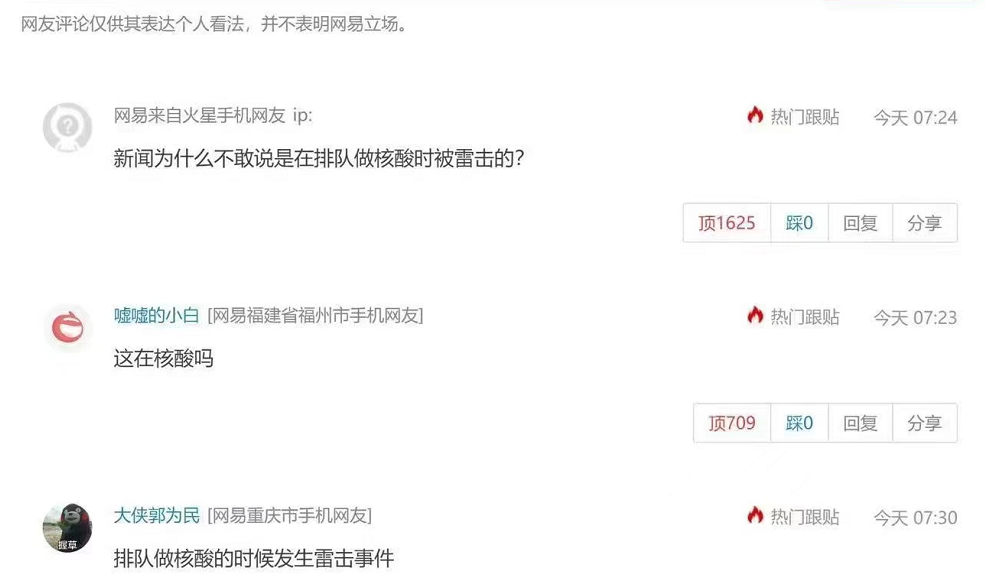 网友评论仅供其表达个人看法，并不表明网易立场。
网易来自火星手机网友 ip:
热门跟贴 今天 07:24
新闻为什么不敢说是在排队做核酸时被雷击的？
顶1625 踩0 回复 分享
嘘嘘的小白 [网易福建省福州市手机网友]
热门跟贴 今天 07:23
这在核酸吗
顶709 踩0 回复 分享
大侠郭为民 [网易重庆市手机网友]
热门跟贴 今天 07:30
握草
排队做核酸的时候发生雷击事件